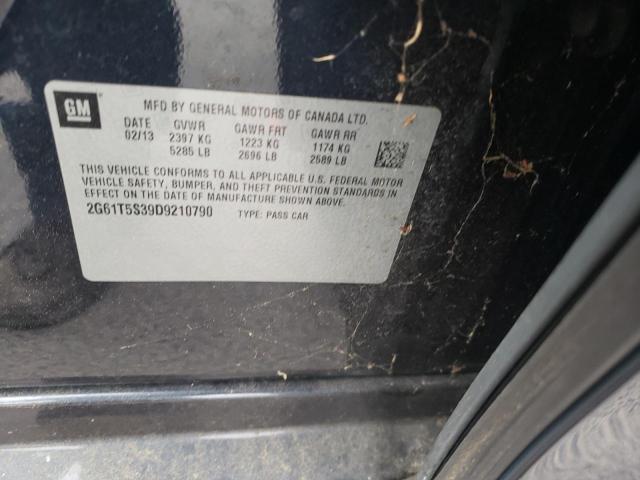 GM
MFD BY GENERAL MOTORS OF CANADA LTD.
DATE GVWR GAWR FRT GAWR RR
02/13 2397 KG 1223 KG 1174 KG
5285 LB 2696 LB 2589 LB
THIS VEHICLE CONFORMS TO ALL APPLICABLE U.S. FEDERAL MOTOR
VEHICLE SAFETY, BUMPER, AND THEFT PREVENTION STANDARDS IN
EFFECT ON THE DATE OF MANUFACTURE SHOWN ABOVE.
2G61T5S39D9210790 TYPE: PASS CAR